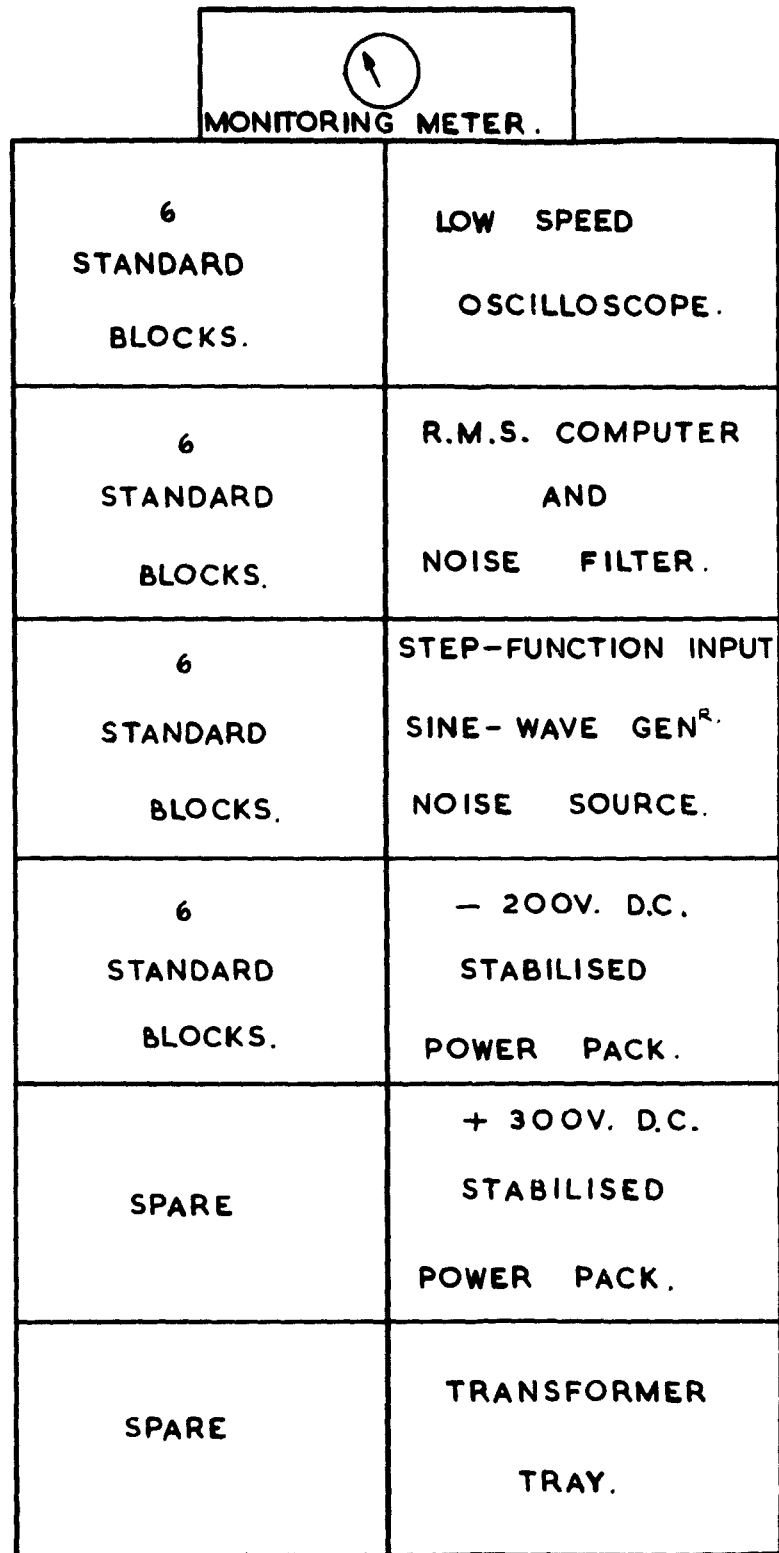 MONITORING METER.
6
STANDARD
BLOCKS.
LOW SPEED
OSCILLOSCOPE.
6
STANDARD
BLOCKS.
R.M.S. COMPUTER
AND
NOISE FILTER.
6
STANDARD
BLOCKS.
STEP-FUNCTION INPUT
SINE-WAVE GENᴿ.
NOISE SOURCE.
6
STANDARD
BLOCKS.
— 200V. D.C.
STABILISED
POWER PACK.
SPARE
+ 300V. D.C.
STABILISED
POWER PACK.
SPARE
TRANSFORMER
TRAY.